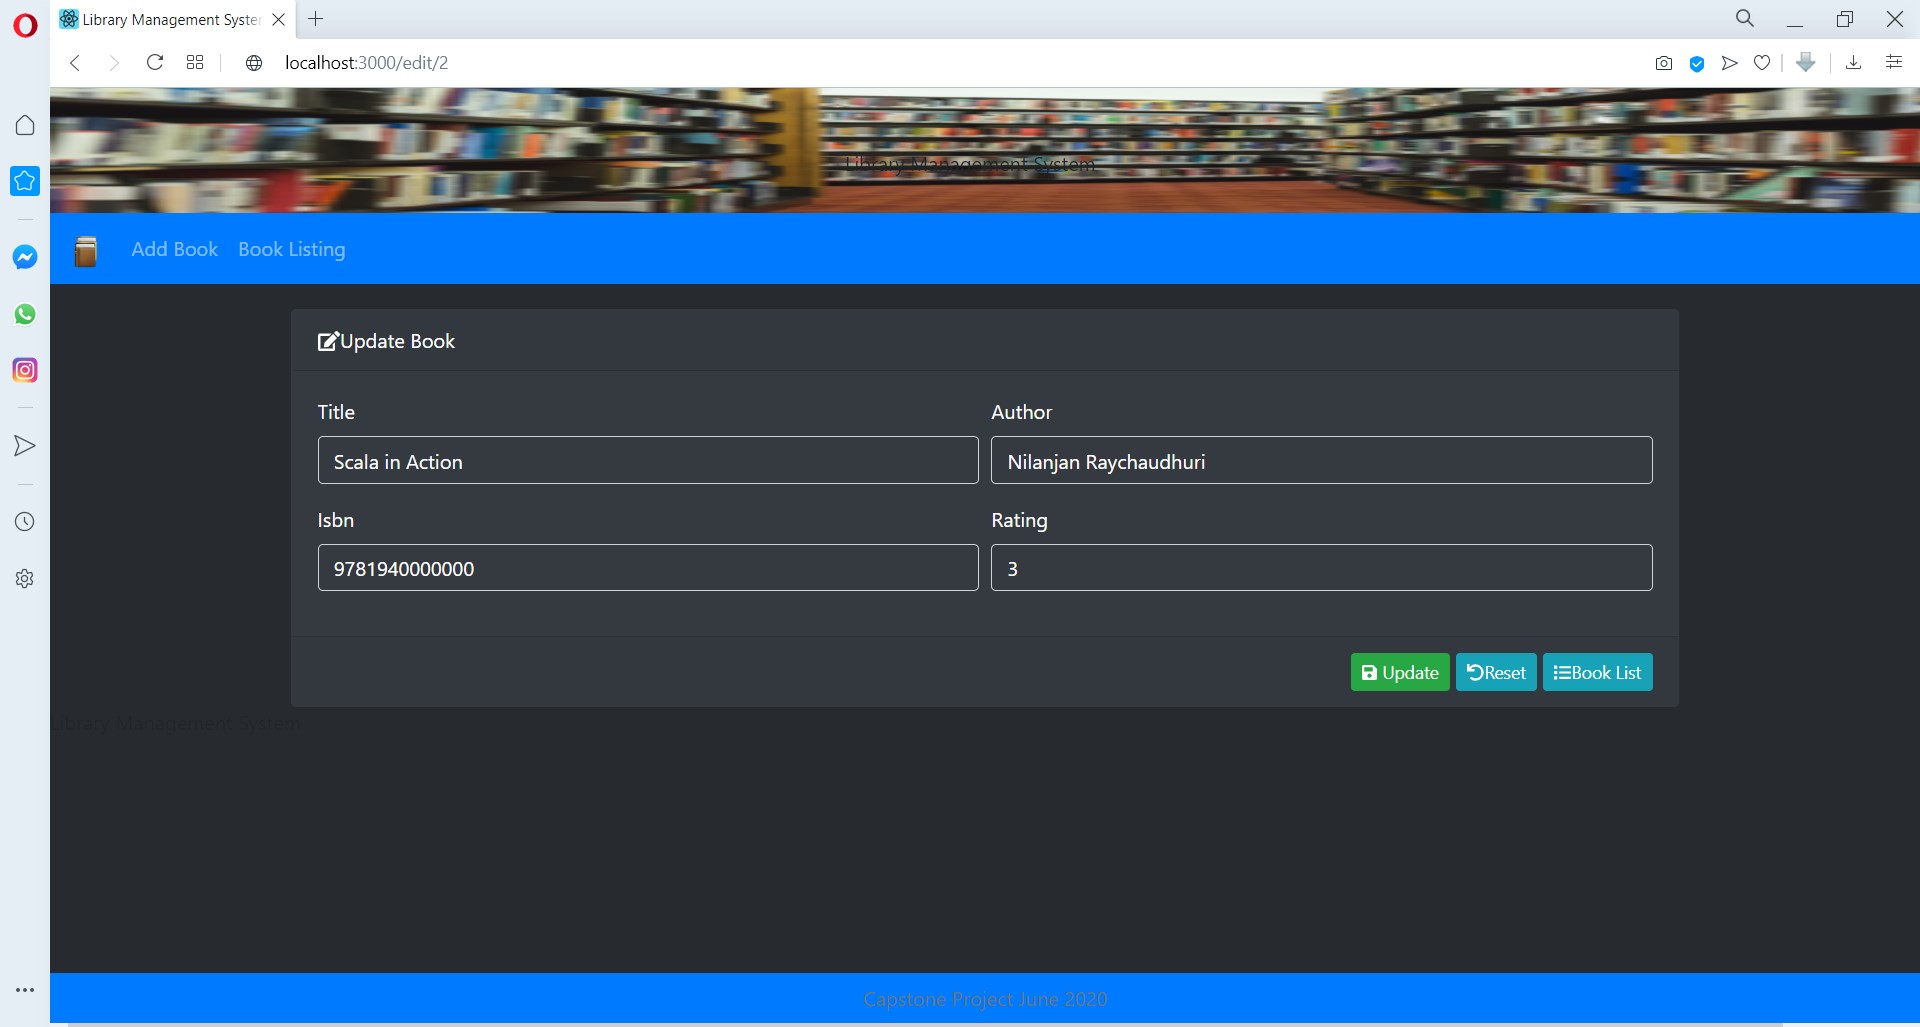 Library Management Syste
localhost:3000/edit/2
Library Management System
Add Book Book Listing
Update Book
Title Author
Scala in Action Nilanjan Raychaudhuri
Isbn Rating
9781940000000 3
Update Reset Book List
Library Management System
Capstone Project June 2020